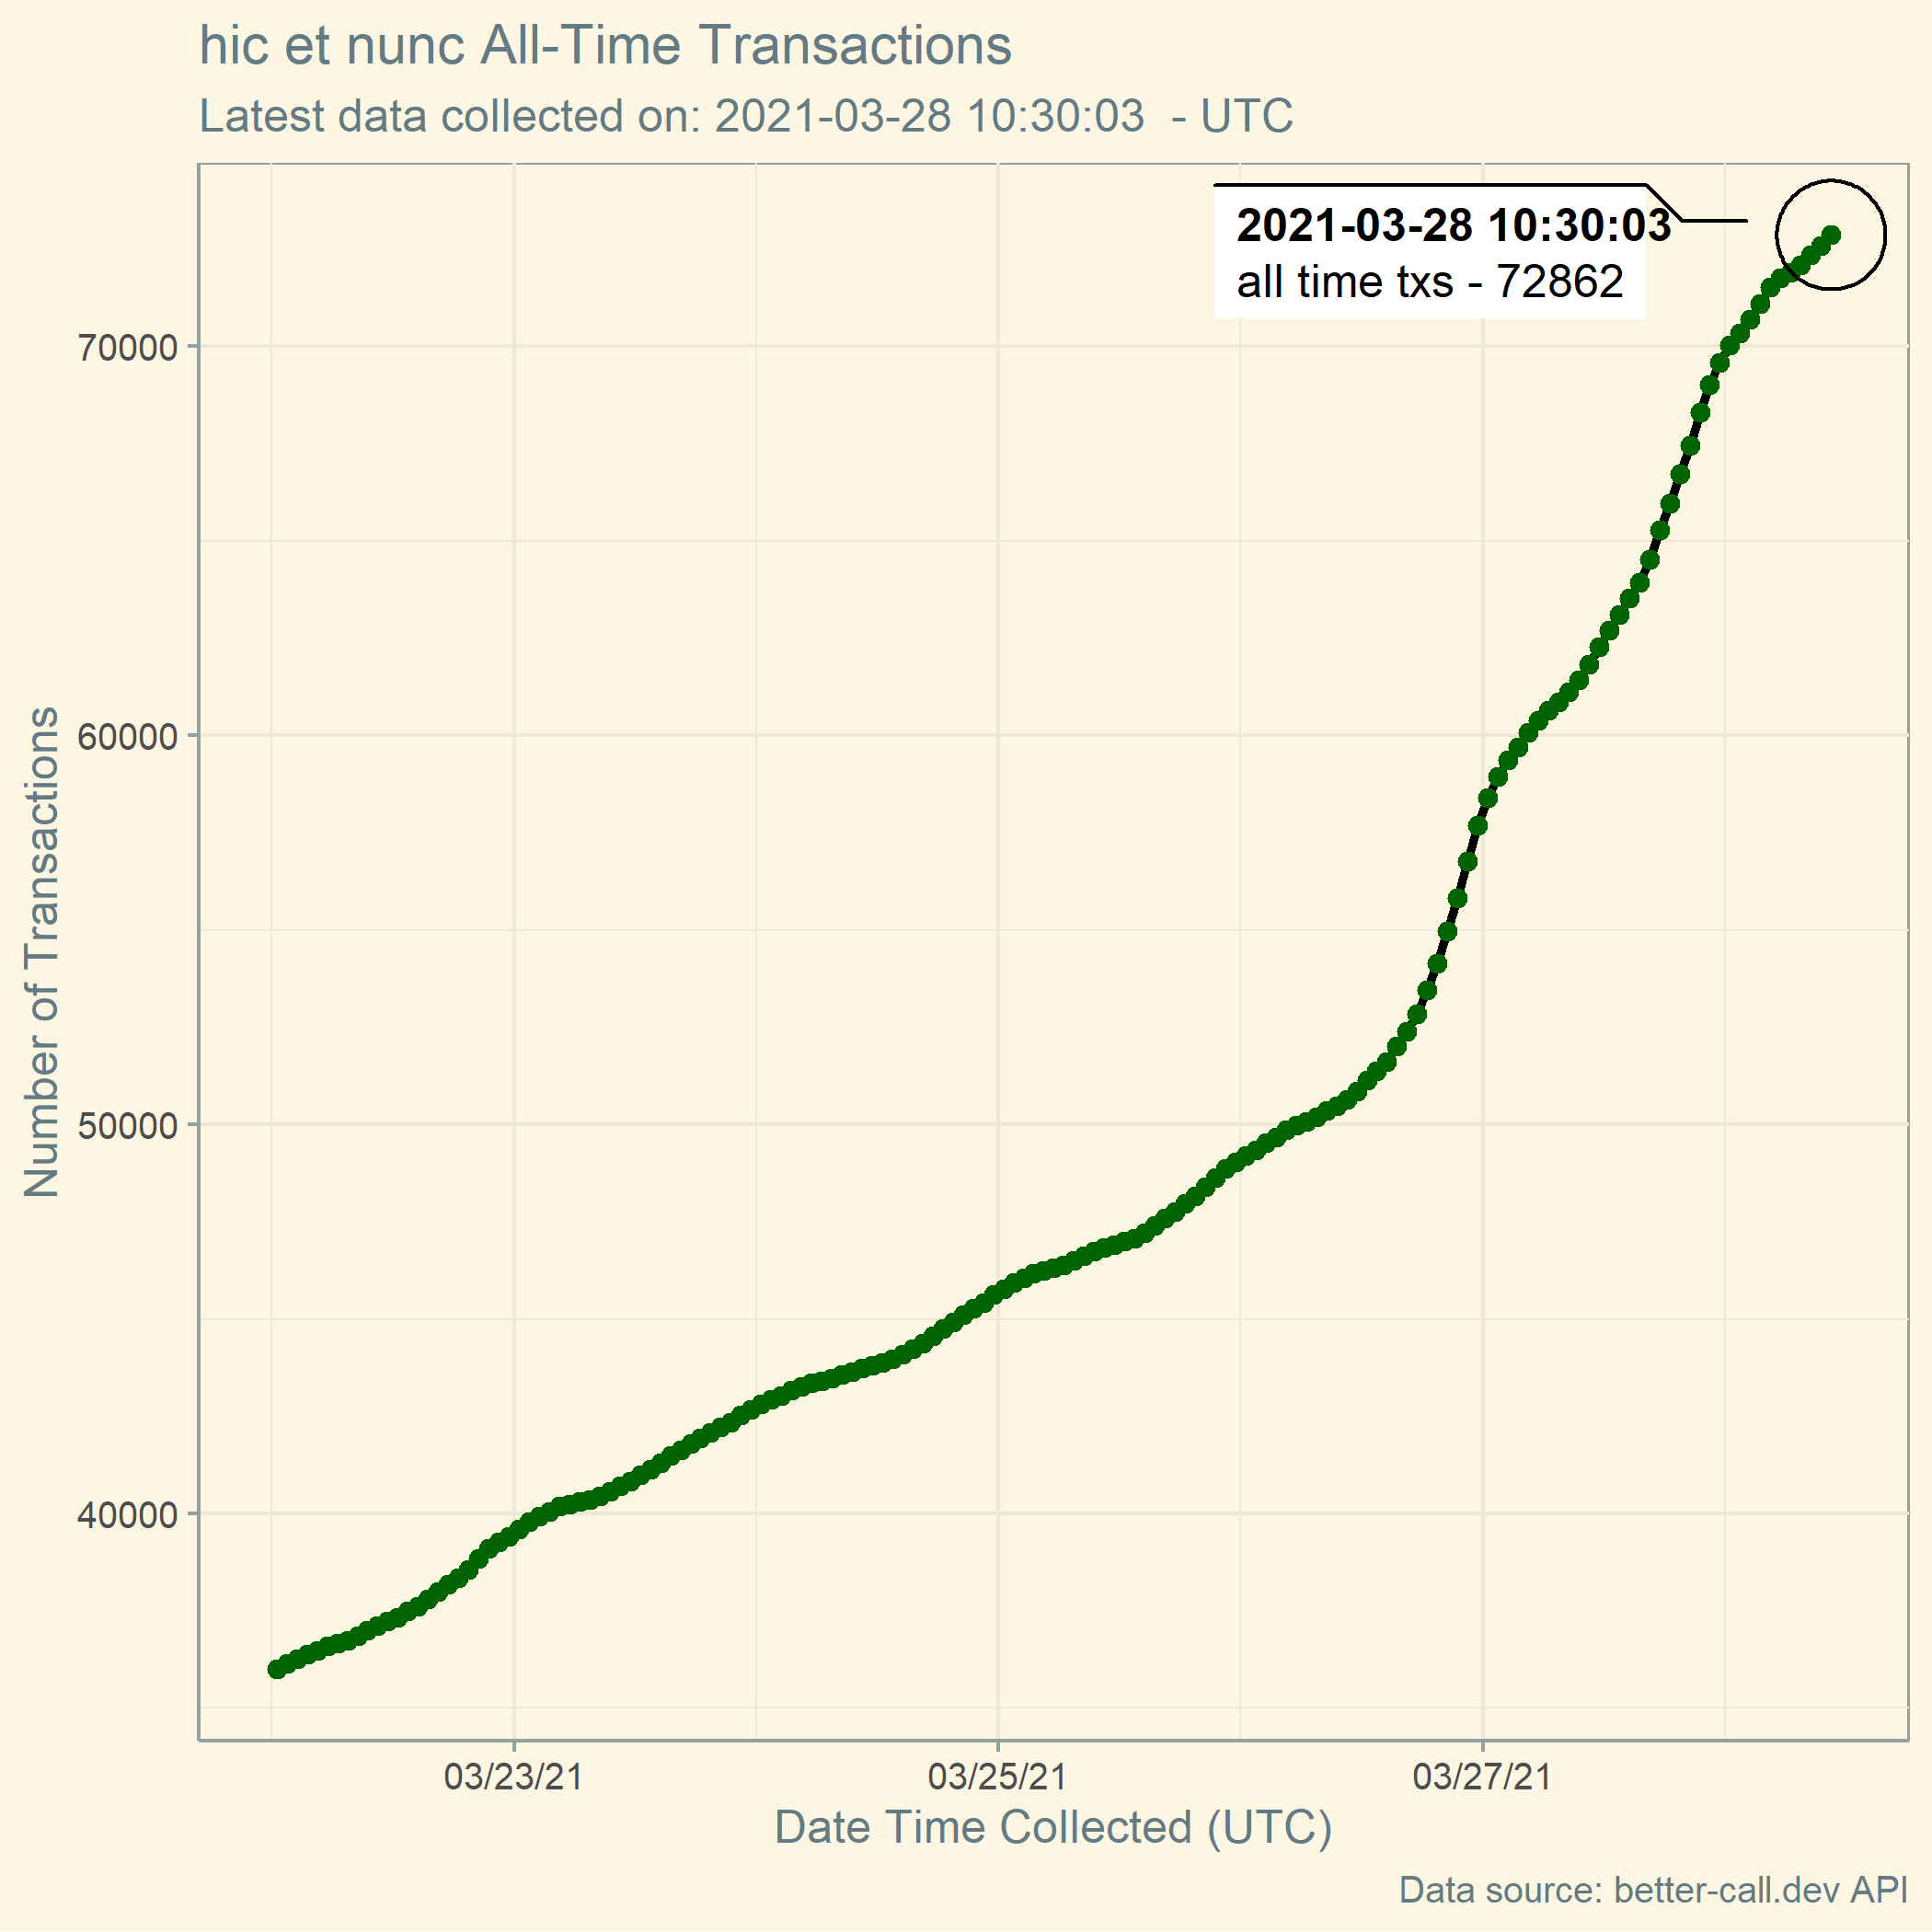 hic et nunc All-Time Transactions
Latest data collected on: 2021-03-28 10:30:03  - UTC
2021-03-28 10:30:03
all time txs - 72862
70000
60000
50000
40000
Number of Transactions
03/23/21
03/25/21
03/27/21
Date Time Collected (UTC)
Data source: better-call.dev API